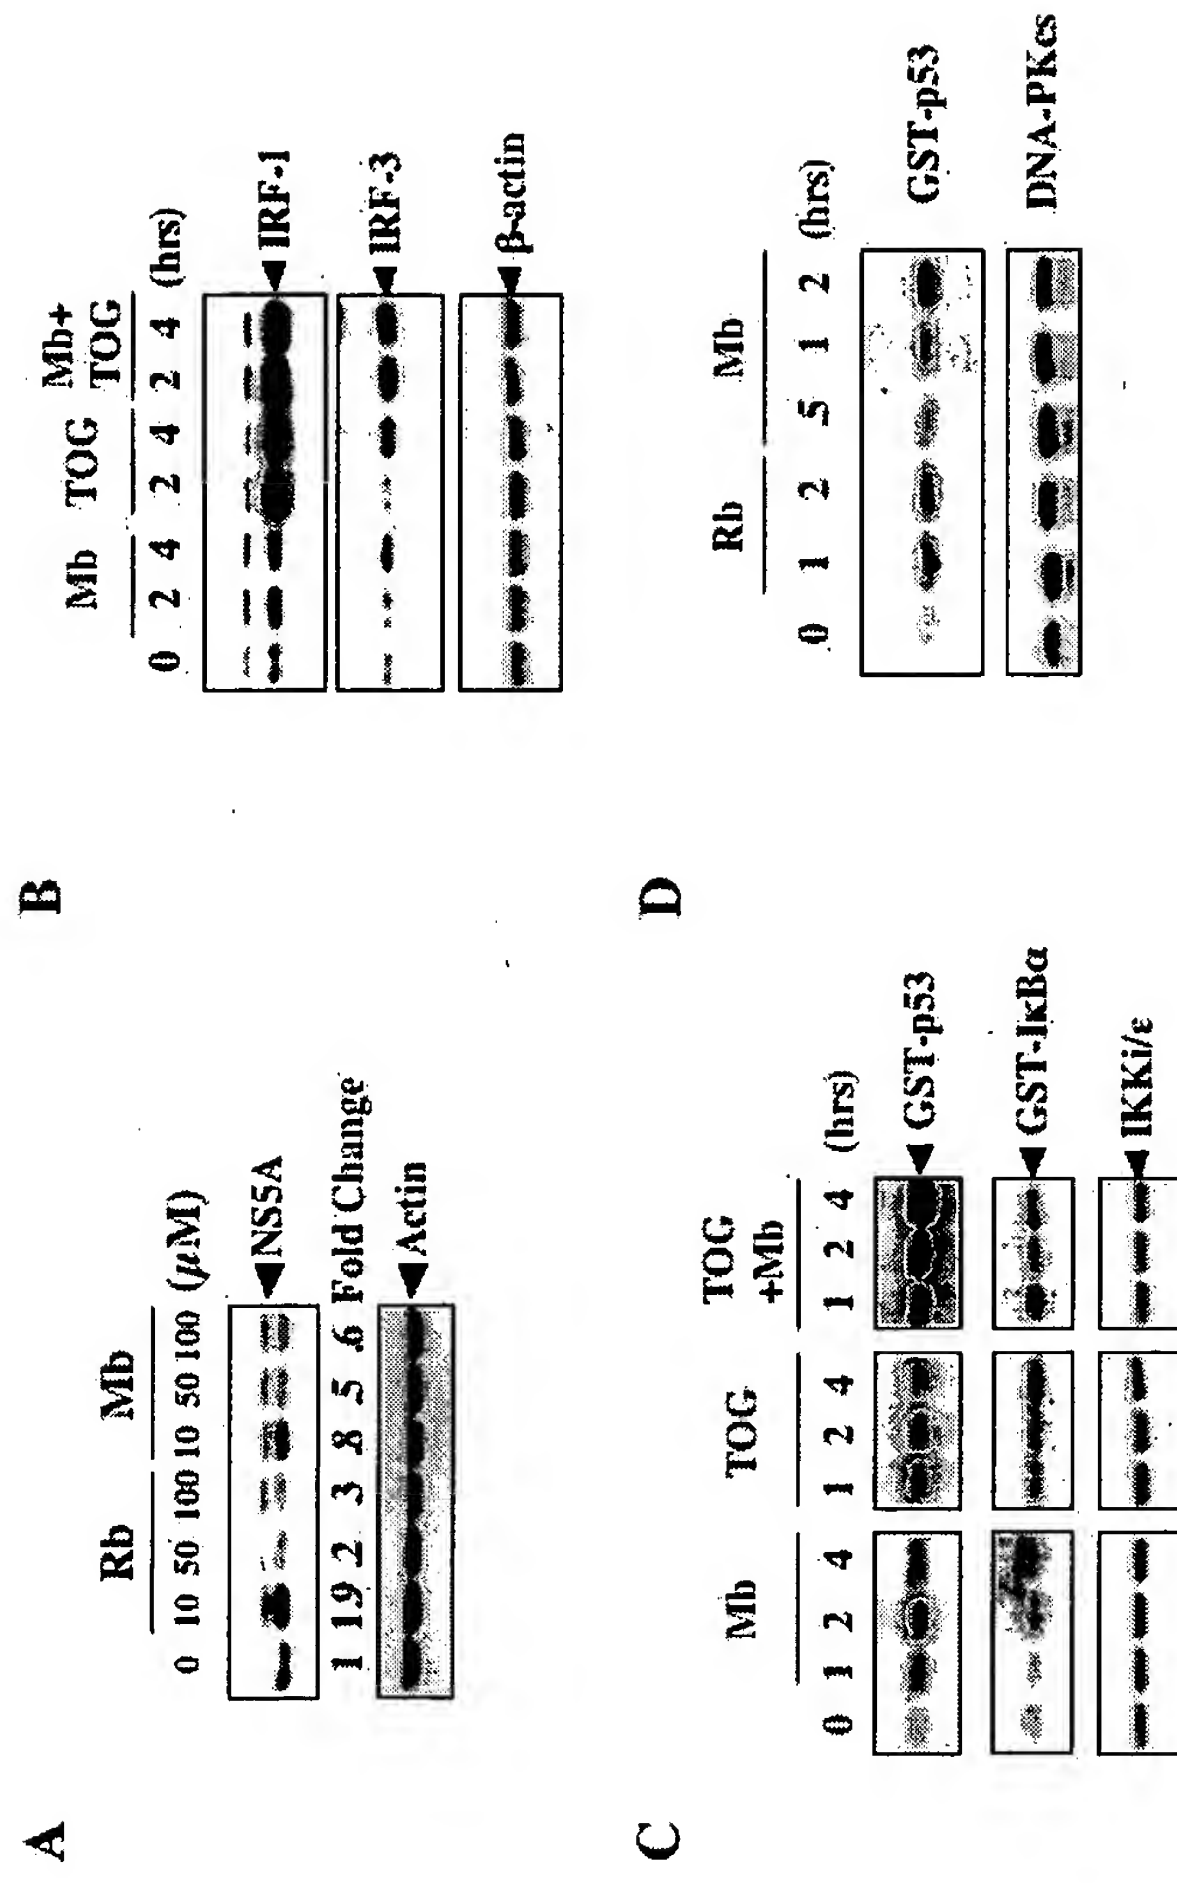 A
Rb Mb
0 10 50 100 10 50 100 (µM)
NS5A
1 1.9 .2 .3 .8 .5 .6 Fold Change
Actin
B
Mb TOG Mb+
TOG
0 2 4 2 4 2 4 (hrs)
IRF-1
IRF-3
β-actin
C
Mb TOG TOG
+Mb
0 1 2 4 1 2 4 1 2 4 (hrs)
GST-p53
GST-IκBα
IKKi/ε
D
Rb Mb
0 1 2 .5 1 2 (hrs)
GST-p53
DNA-PKcs